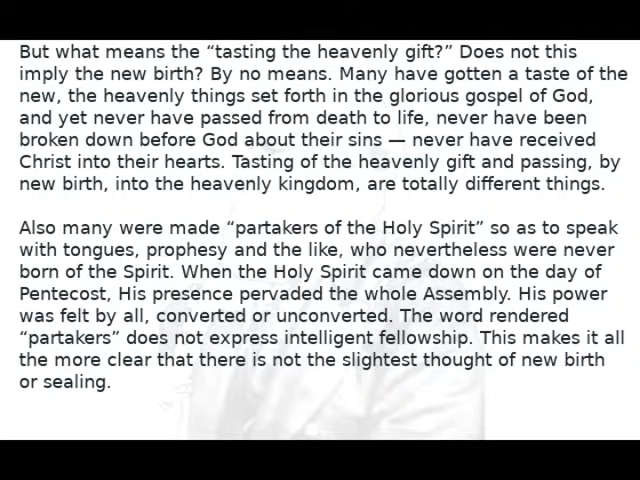 But what means the “tasting the heavenly gift?” Does not this
imply the new birth? By no means. Many have gotten a taste of the
new, the heavenly things set forth in the glorious gospel of God,
and yet never have passed from death to life, never have been
broken down before God about their sins — never have received
Christ into their hearts. Tasting of the heavenly gift and passing, by
new birth, into the heavenly kingdom, are totally different things.

Also many were made “partakers of the Holy Spirit” so as to speak
with tongues, prophesy and the like, who nevertheless were never
born of the Spirit. When the Holy Spirit came down on the day of
Pentecost, His presence pervaded the whole Assembly. His power
was felt by all, converted or unconverted. The word rendered
“partakers” does not express intelligent fellowship. This makes it all
the more clear that there is not the slightest thought of new birth
or sealing.